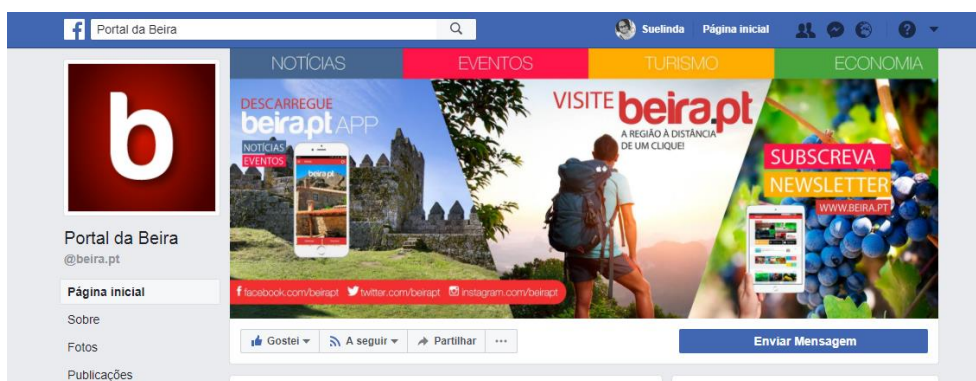 Portal da Beira
Suelinda
Página inicial
NOTÍCIAS
EVENTOS
TURISMO
ECONOMIA
b
DESCARREGUE
beira.pt APP
NOTÍCIAS
EVENTOS
beira.pt
VISITE beira.pt
A REGIÃO À DISTÂNCIA
DE UM CLIQUE!
SUBSCREVA
NEWSLETTER
WWW.BEIRA.PT
facebook.com/beirapt twitter.com/beirapt instagram.com/beirapt
Portal da Beira
@beira.pt
Página inicial
Sobre
Fotos
Publicações
Gostei
A seguir
Partilhar
Enviar Mensagem